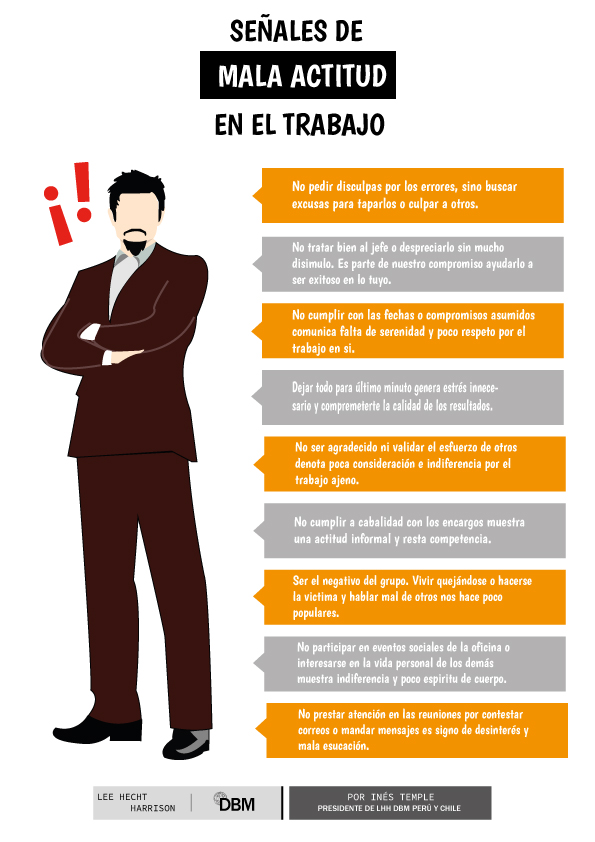 SEÑALES DE
MALA ACTITUD
EN EL TRABAJO
¡!
No pedir disculpas por los errores, sino buscar
excusas para taparlos o culpar a otros.
No tratar bien al jefe o despreciarlo sin mucho
disimulo. Es parte de nuestro compromiso ayudarlo a
ser exitoso en lo tuyo.
No cumplir con las fechas o compromisos asumidos
comunica falta de serenidad y poco respeto por el
trabajo en si.
Dejar todo para último minuto genera estrés innece-
sario y compremeterte la calidad de los resultados.
No ser agradecido ni validar el esfuerzo de otros
denota poca consideración e indiferencia por el
trabajo ajeno.
No cumplir a cabalidad con los encargos muestra
una actitud informal y resta competencia.
Ser el negativo del grupo. Vivir quejándose o hacerse
la victima y hablar mal de otros nos hace poco
populares.
No participar en eventos sociales de la oficina o
interesarse en la vida personal de los demás
muestra indiferencia y poco espiritu de cuerpo.
No prestar atención en las reuniones por contestar
correos o mandar mensajes es signo de desinterés y
mala esucación.
LEE HECHT
HARRISON
DBM
POR INÉS TEMPLE
PRESIDENTE DE LHH DBM PERÚ Y CHILE